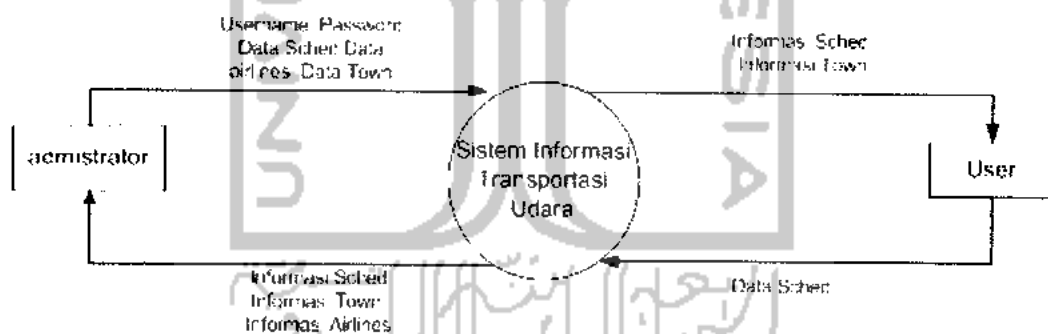 Username Password
Data Sched Data
airlines Data Town
Informasi Sched
Informasi Town
admistrator
Sistem Informasi
Transportasi
Udara
User
Informasi Sched
Informasi Town
Informasi Airlines
Data Sched